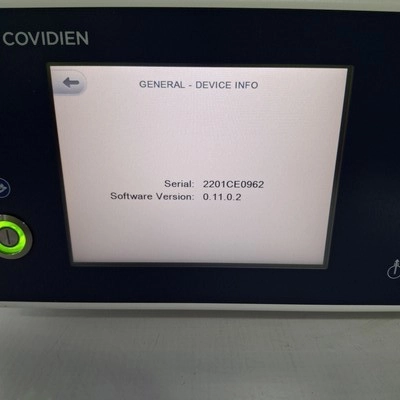 COVIDIEN
GENERAL - DEVICE INFO
Serial: 2201CE0962
Software Version: 0.11.0.2